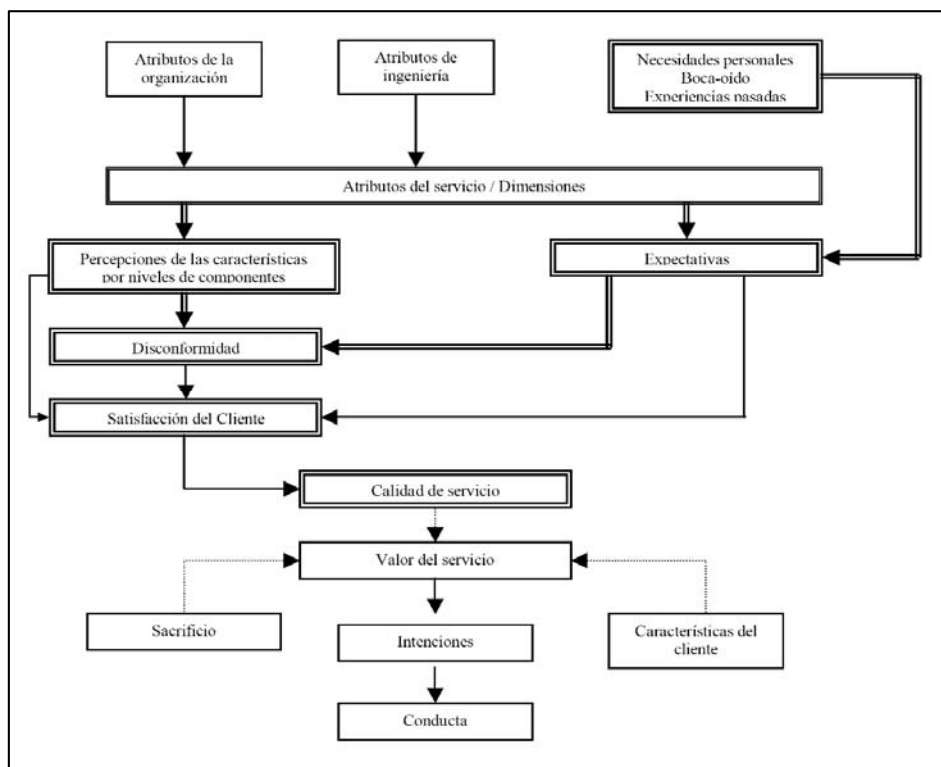 Atributos de la
organización
Atributos de
ingeniería
Necesidades personales
Boca-oído
Experiencias pasadas
Atributos del servicio / Dimensiones
Percepciones de las características
por niveles de componentes
Expectativas
Disconformidad
Satisfacción del Cliente
Calidad de servicio
Valor del servicio
Sacrificio
Intenciones
Características del
cliente
Conducta